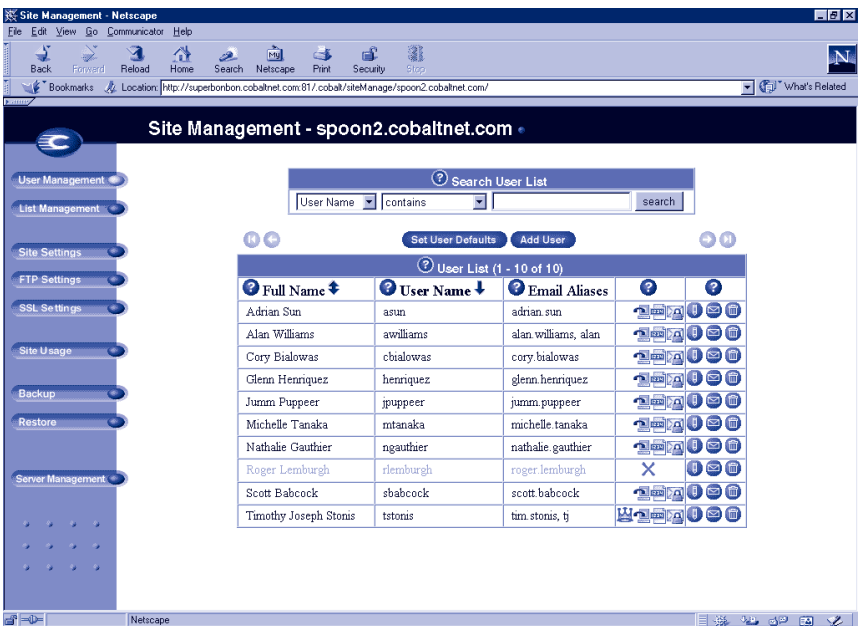 Site Management - Netscape
File Edit View Go Communicator Help
Back Forward Reload Home Search Netscape Print Security Stop
Bookmarks Location: http://superbonbon.cobaltnet.com:81/.cobalt/siteManage/spoon2.cobaltnet.com/ What's Related
Site Management - spoon2.cobaltnet.com
User Management
List Management
Site Settings
FTP Settings
SSL Settings
Site Usage
Backup
Restore
Server Management
Search User List
User Name contains search
Set User Defaults Add User
User List (1 - 10 of 10)
Full Name User Name Email Aliases
Adrian Sun asun adrian.sun
Alan Williams awilliams alan.williams, alan
Cory Bialowas cbialowas cory.bialowas
Glenn Henriquez henriquez glenn.henriquez
Jumm Puppeer jpuppeer jumm.puppeer
Michelle Tanaka mtanaka michelle.tanaka
Nathalie Gauthier ngauthier nathalie.gauthier
Roger Lemburgh rlemburgh roger.lemburgh
Scott Babcock sbabcock scott.babcock
Timothy Joseph Stonis tstonis tim.stonis, tj
Netscape